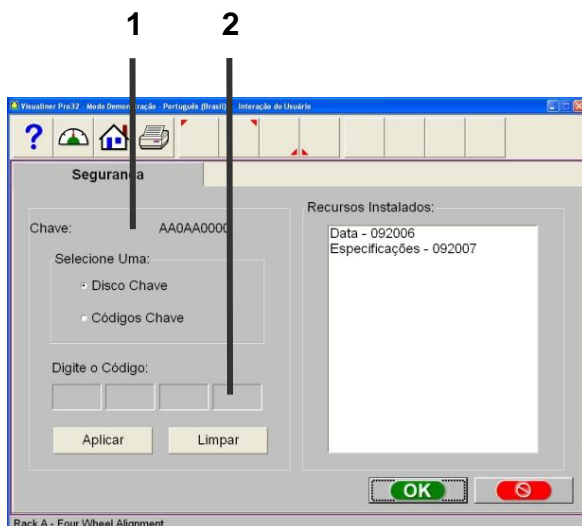 1 2
Visualiner Pro32 - Modo Demonstração - Português (Brasil) - Interação do Usuário
?
Segurança
Chave: AA0AA0000
Selecione Uma:
Disco Chave
Códigos Chave
Digite o Código:
Aplicar Limpar
Recursos Instalados:
Data - 092006
Especificações - 092007
OK
Rack A - Four Wheel Alignment